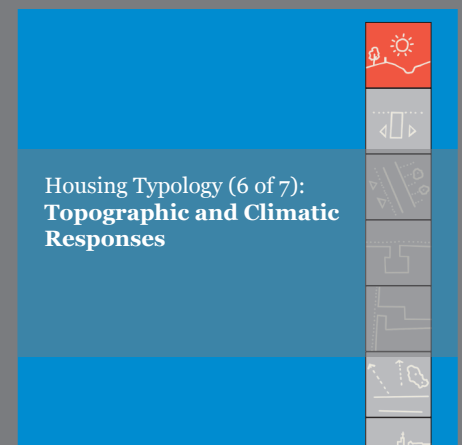 Housing Typology (6 of 7):
Topographic and Climatic
Responses